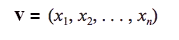 v = (x₁, x₂, . . . , xₙ)